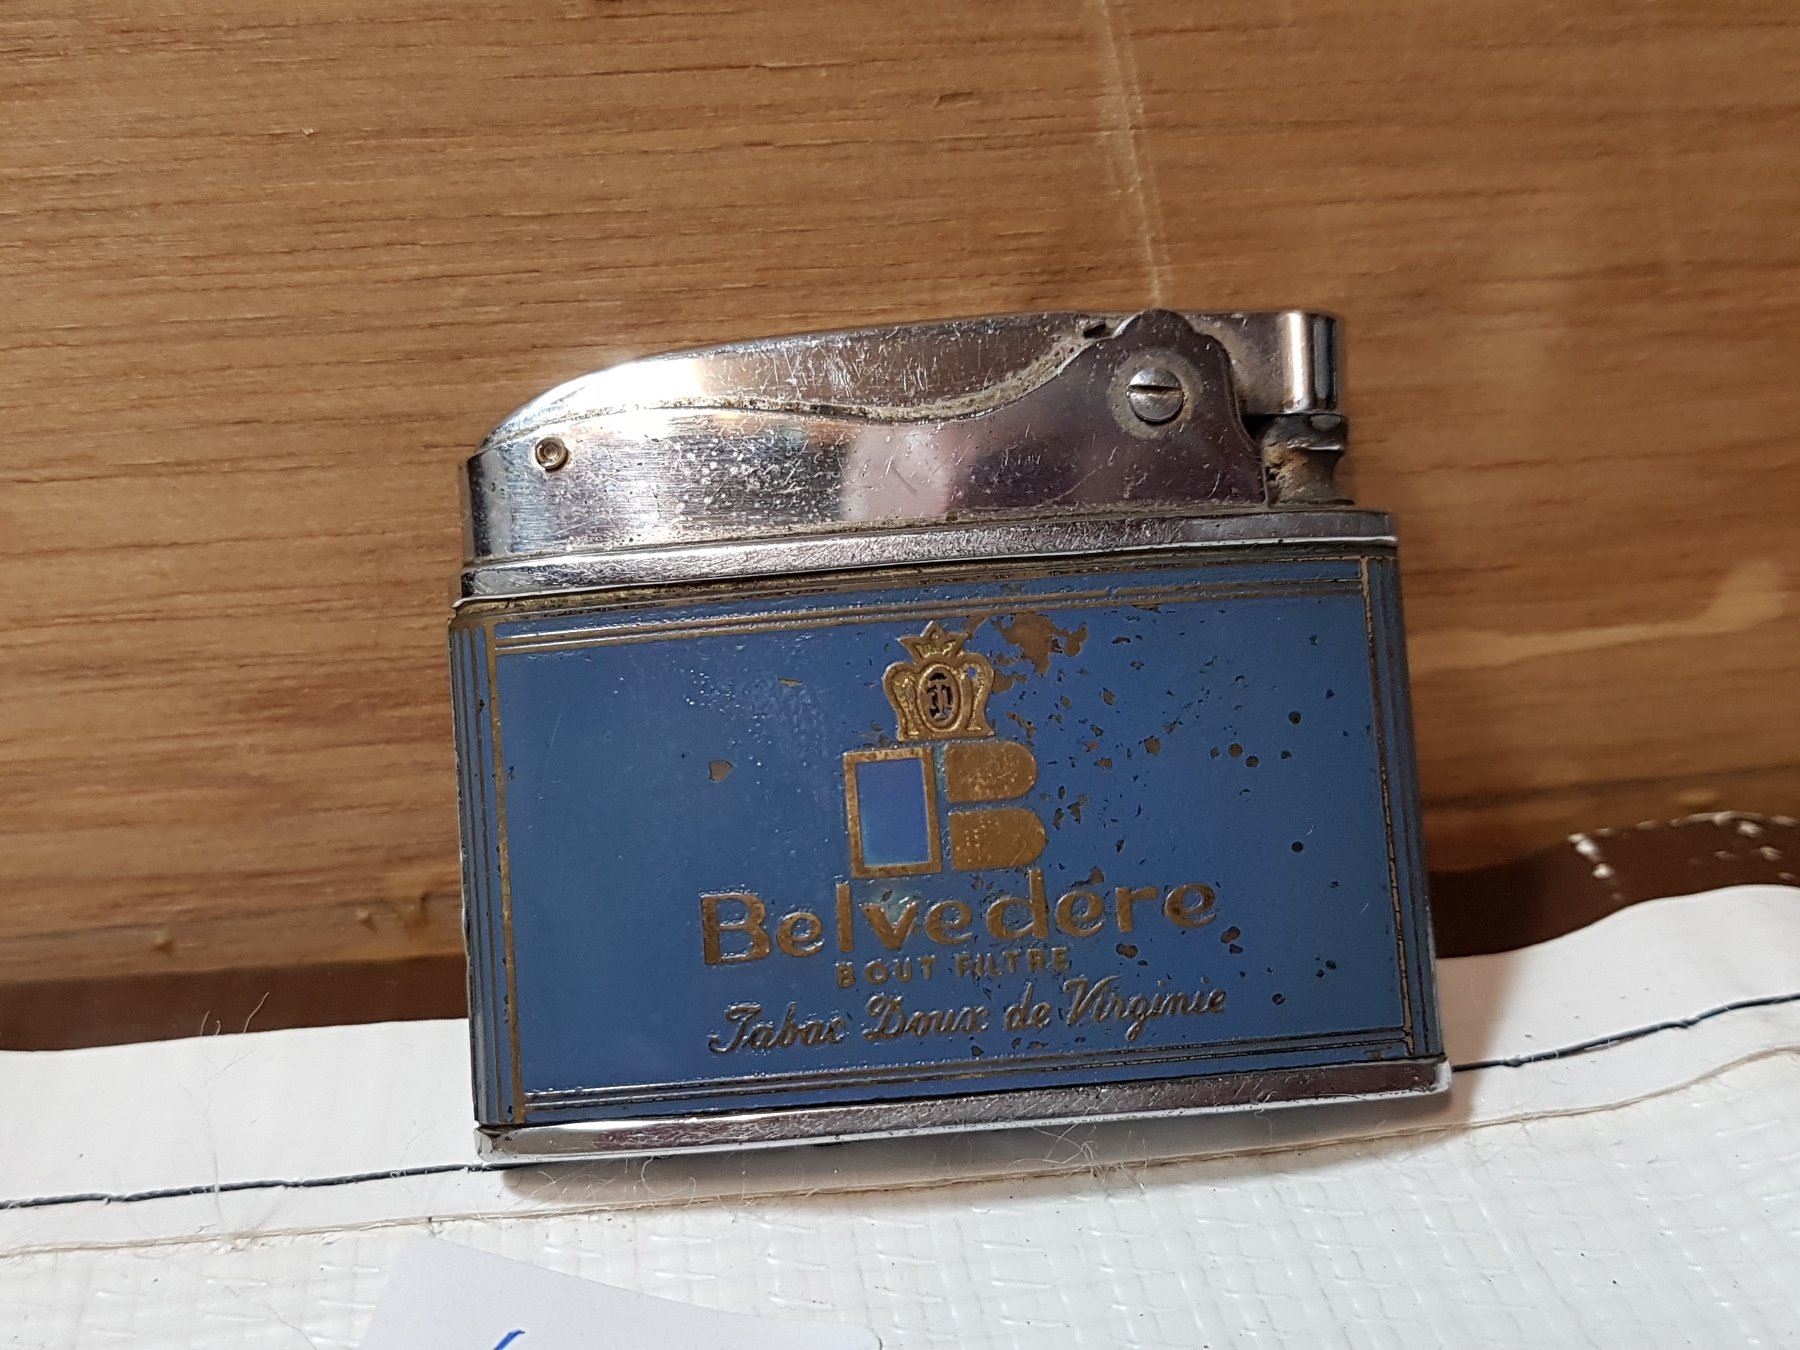 B
Belvedere
BOUT FILTRE
Tabac Doux de Virginie